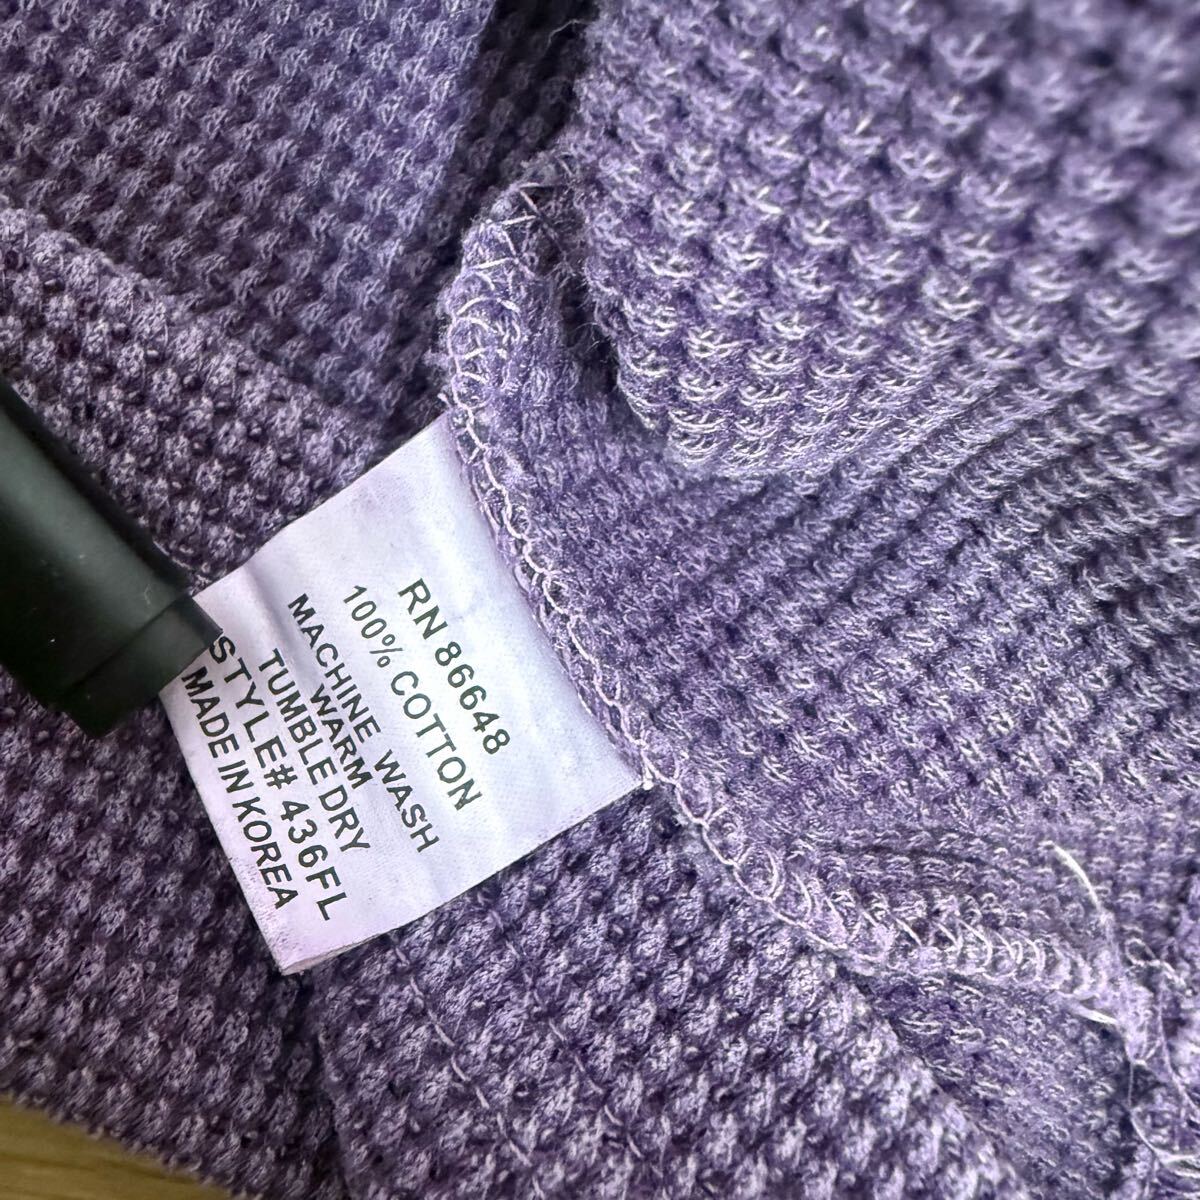 RN 86648
100% COTTON
MACHINE WASH
WARM
TUMBLE DRY
STYLE# 436FL
MADE IN KOREA